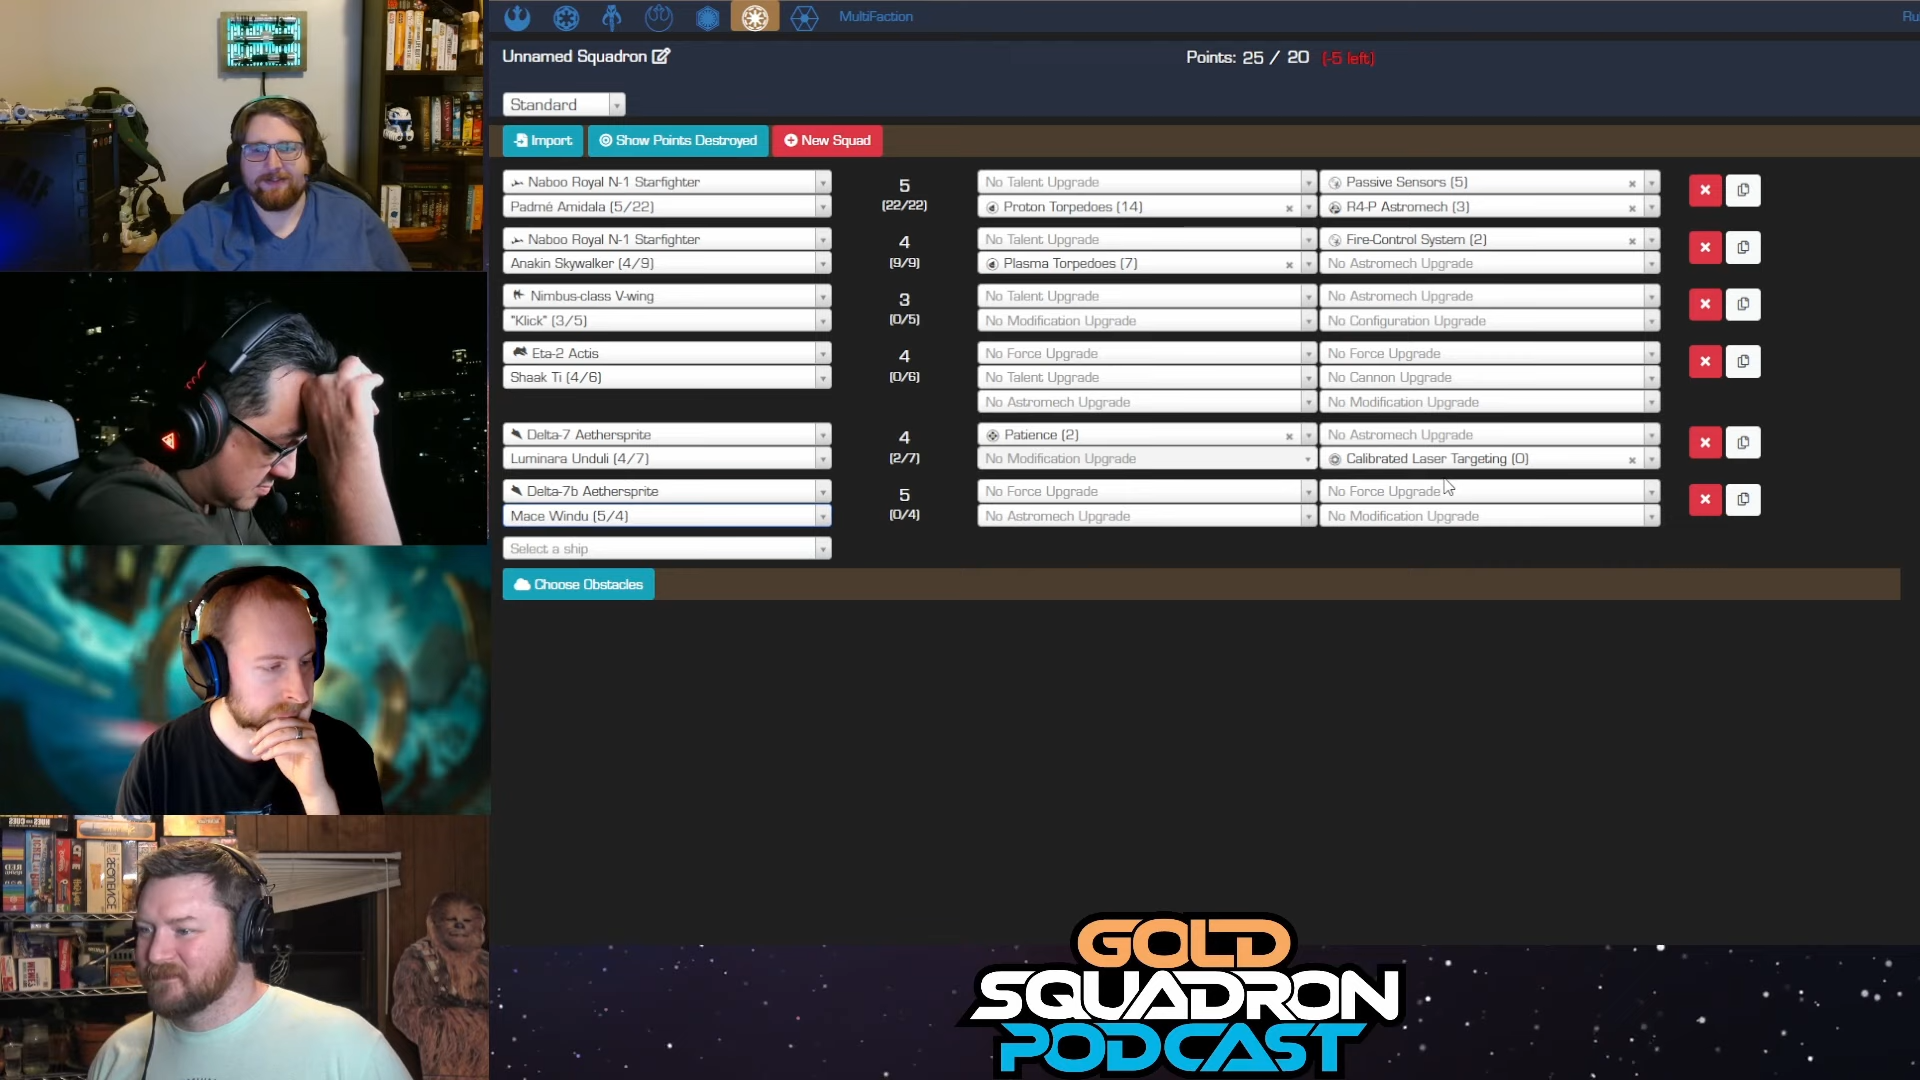 MultiFaction
Ru
Unnamed Squadron
Points: 25 / 20 (-5 left)
Standard
Import
Show Points Destroyed
New Squad
Naboo Royal N-1 Starfighter
5
No Talent Upgrade
Passive Sensors (5)
Padmé Amidala (5/22)
(22/22)
Proton Torpedoes (14)
R4-P Astromech (3)
Naboo Royal N-1 Starfighter
4
No Talent Upgrade
Fire-Control System (2)
Anakin Skywalker (4/9)
(9/9)
Plasma Torpedoes (7)
No Astromech Upgrade
Nimbus-class V-wing
3
No Talent Upgrade
No Astromech Upgrade
"Klick" (3/5)
(0/5)
No Modification Upgrade
No Configuration Upgrade
Eta-2 Actis
4
No Force Upgrade
No Force Upgrade
Shaak Ti (4/6)
(0/6)
No Talent Upgrade
No Cannon Upgrade
No Astromech Upgrade
No Modification Upgrade
Delta-7 Aethersprite
4
Patience (2)
No Astromech Upgrade
Luminara Unduli (4/7)
(2/7)
No Modification Upgrade
Calibrated Laser Targeting (0)
Delta-7b Aethersprite
5
No Force Upgrade
No Force Upgrade
Mace Windu (5/4)
(0/4)
No Astromech Upgrade
No Modification Upgrade
Select a ship
Choose Obstacles
GOLD
SQUADRON
PODCAST